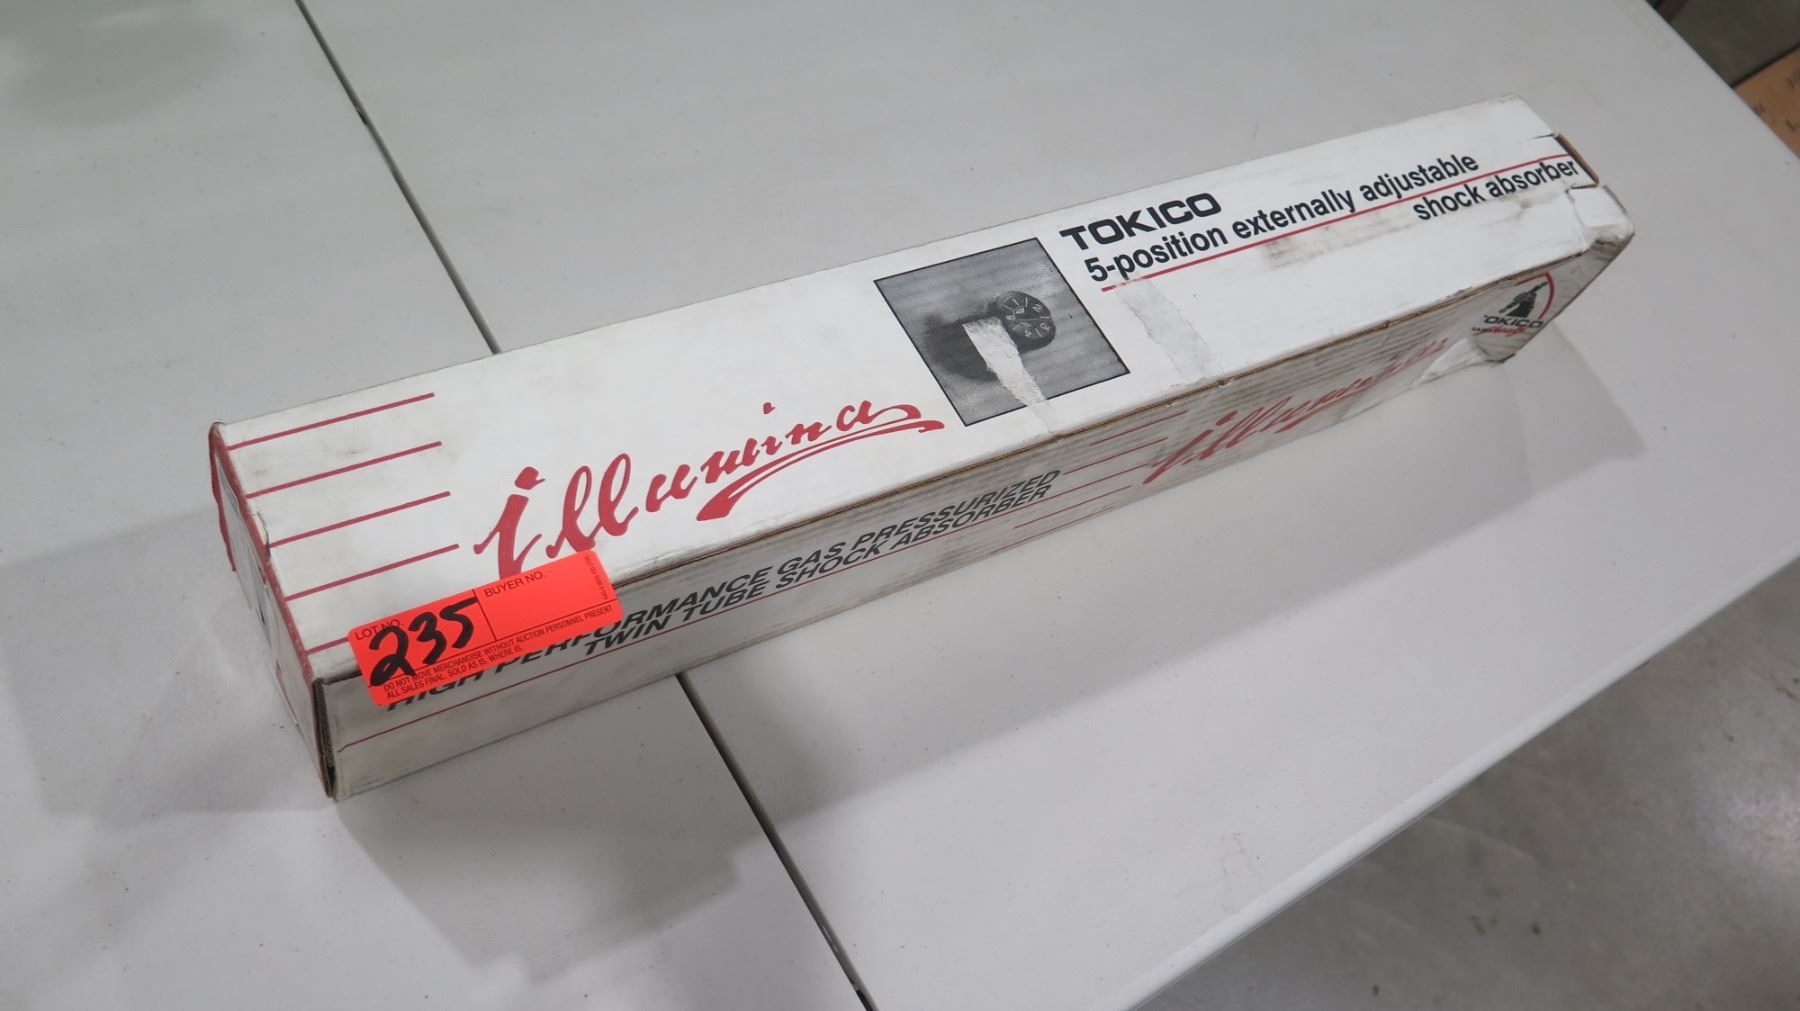 TOKICO
5-position externally adjustable
shock absorber
illumina
HIGH PERFORMANCE GAS PRESSURIZED
TWIN TUBE SHOCK ABSORBER
illumina
TOKICO
LOT NO.
235
BUYER NO.
DO NOT MOVE MERCHANDISE WITHOUT AUCTION PERSONNEL PRESENT
ALL SALES FINAL. SOLD AS IS. WHERE IS.